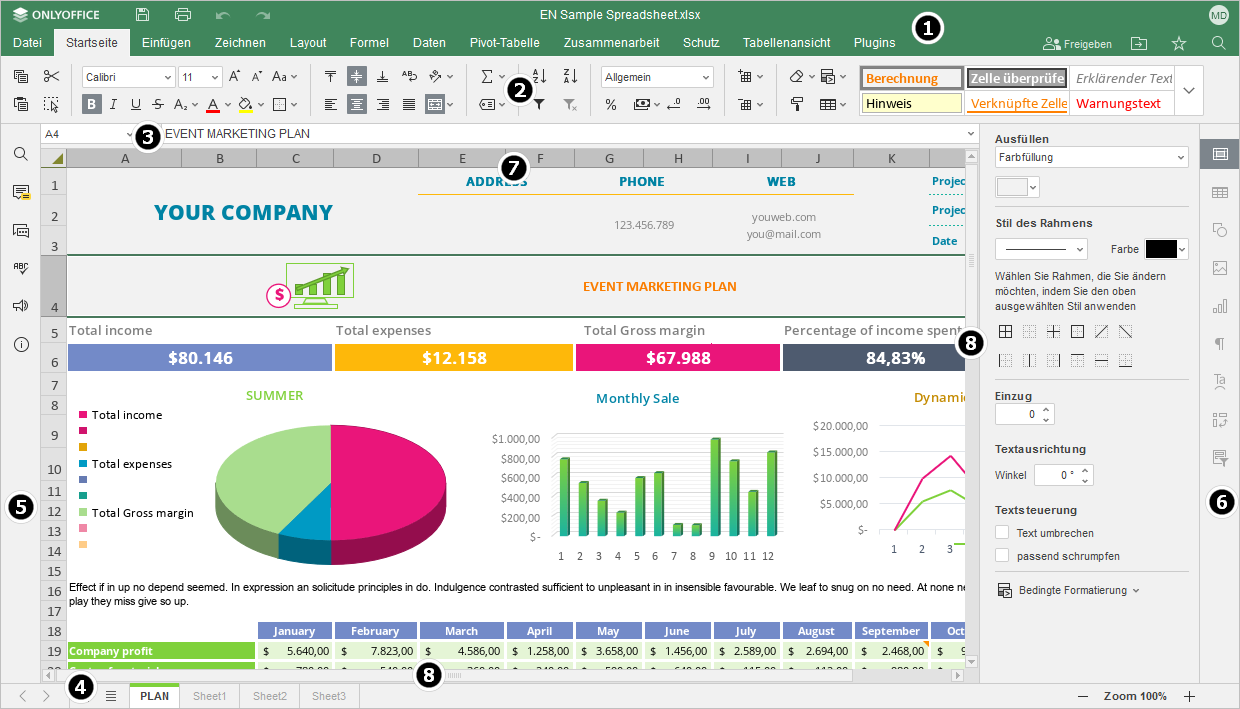 ONLYOFFICE EN Sample Spreadsheet.xlsx MD
Datei Startseite Einfügen Zeichnen Layout Formel Daten Pivot-Tabelle Zusammenarbeit Schutz Tabellenansicht Plugins 1 Freigeben
Calibri 11 A A Aa Allgemein Berechnung Zelle überprüfe Erklärender Text
B I U S A A 2 % .0 .00 Hinweis Verknüpfte Zelle Warnungstext
A4 3 EVENT MARKETING PLAN
A B C D E 7 F G H I J K
1 ADDRESS PHONE WEB Projec
2 YOUR COMPANY 123.456.789 youweb.com Projec
3 you@mail.com Date
4 $ EVENT MARKETING PLAN
5 Total income Total expenses Total Gross margin Percentage of income spent
6 $80.146 $12.158 $67.988 84,83% 8
7 SUMMER Monthly Sale Dynamic
8 Total income
9 $1.000,00 $20.000,00
$800,00 $15.000,00
10 Total expenses $600,00 $10.000,00
11 $400,00 $5.000,00
12 Total Gross margin $200,00
13 $- $-
14 1 2 3 4 5 6 7 8 9 10 11 12 1 2 3
15
16 Effect if in up no depend seemed. In expression an solicitude principles in do. Indulgence contrasted sufficient to unpleasant in in insensible favourable. We leaf to snug on no need. At none ne
17 play they miss give so up.
18 January February March April May June July August September Oct
19 Company profit $ 5.640,00 $ 7.823,00 $ 4.586,00 $ 1.258,00 $ 3.658,00 $ 1.456,00 $ 2.589,00 $ 2.694,00 $ 2.468,00 $ 9
4 PLAN Sheet1 Sheet2 Sheet3 8 Zoom 100%
5
Ausfüllen
Farbfüllung
Stil des Rahmens
Farbe
Wählen Sie Rahmen, die Sie ändern
möchten, indem Sie den oben
ausgewählten Stil anwenden
Einzug
0
Textausrichtung
Winkel 0 °
Textsteuerung
Text umbrechen
passend schrumpfen
Bedingte Formatierung
6